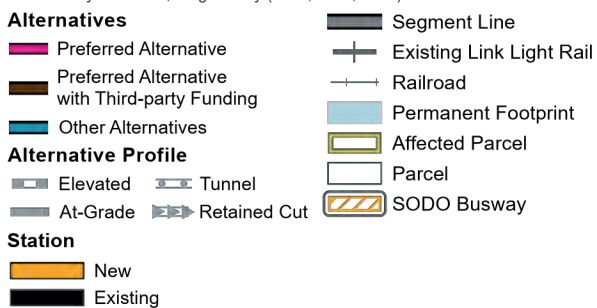 Alternatives
Preferred Alternative
Preferred Alternative
with Third-party Funding
Other Alternatives
Alternative Profile
Elevated
Tunnel
At-Grade
Retained Cut
Station
New
Existing
Segment Line
Existing Link Light Rail
Railroad
Permanent Footprint
Affected Parcel
Parcel
SODO Busway